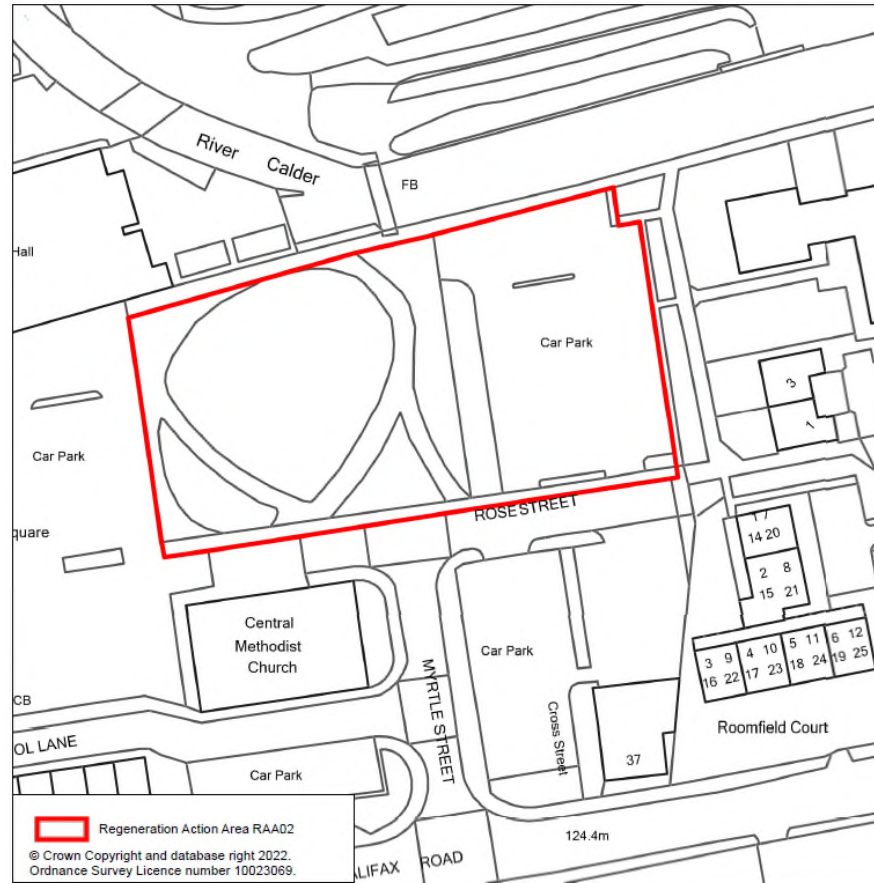 River Calder
FB
Hall
Car Park
3
1
Car Park
quare
ROSE STREET
17
14 20
2 8
15 21
Central
Methodist
Church
Car Park
3 9 4 10 5 11 6 12
16 22 17 23 18 24 19 25
MYRTLE STREET
Cross Street
CB
OL LANE
Roomfield Court
37
Car Park
124.4m
ALIFAX ROAD
Regeneration Action Area RAA02
© Crown Copyright and database right 2022.
Ordnance Survey Licence number 10023069.